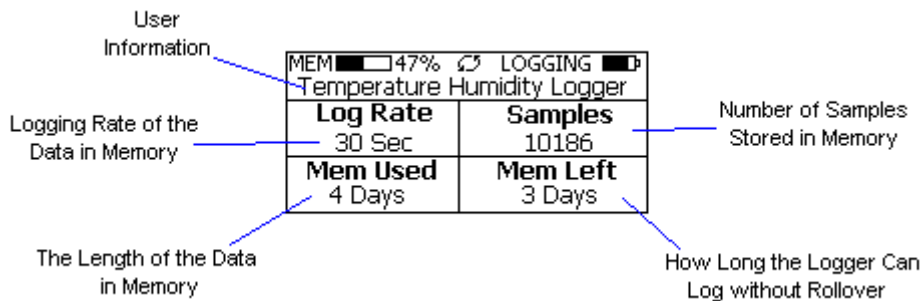 User
Information
MEM 47% LOGGING
Temperature Humidity Logger
Log Rate
30 Sec
Samples
10186
Mem Used
4 Days
Mem Left
3 Days
Logging Rate of the
Data in Memory
Number of Samples
Stored in Memory
The Length of the Data
in Memory
How Long the Logger Can
Log without Rollover